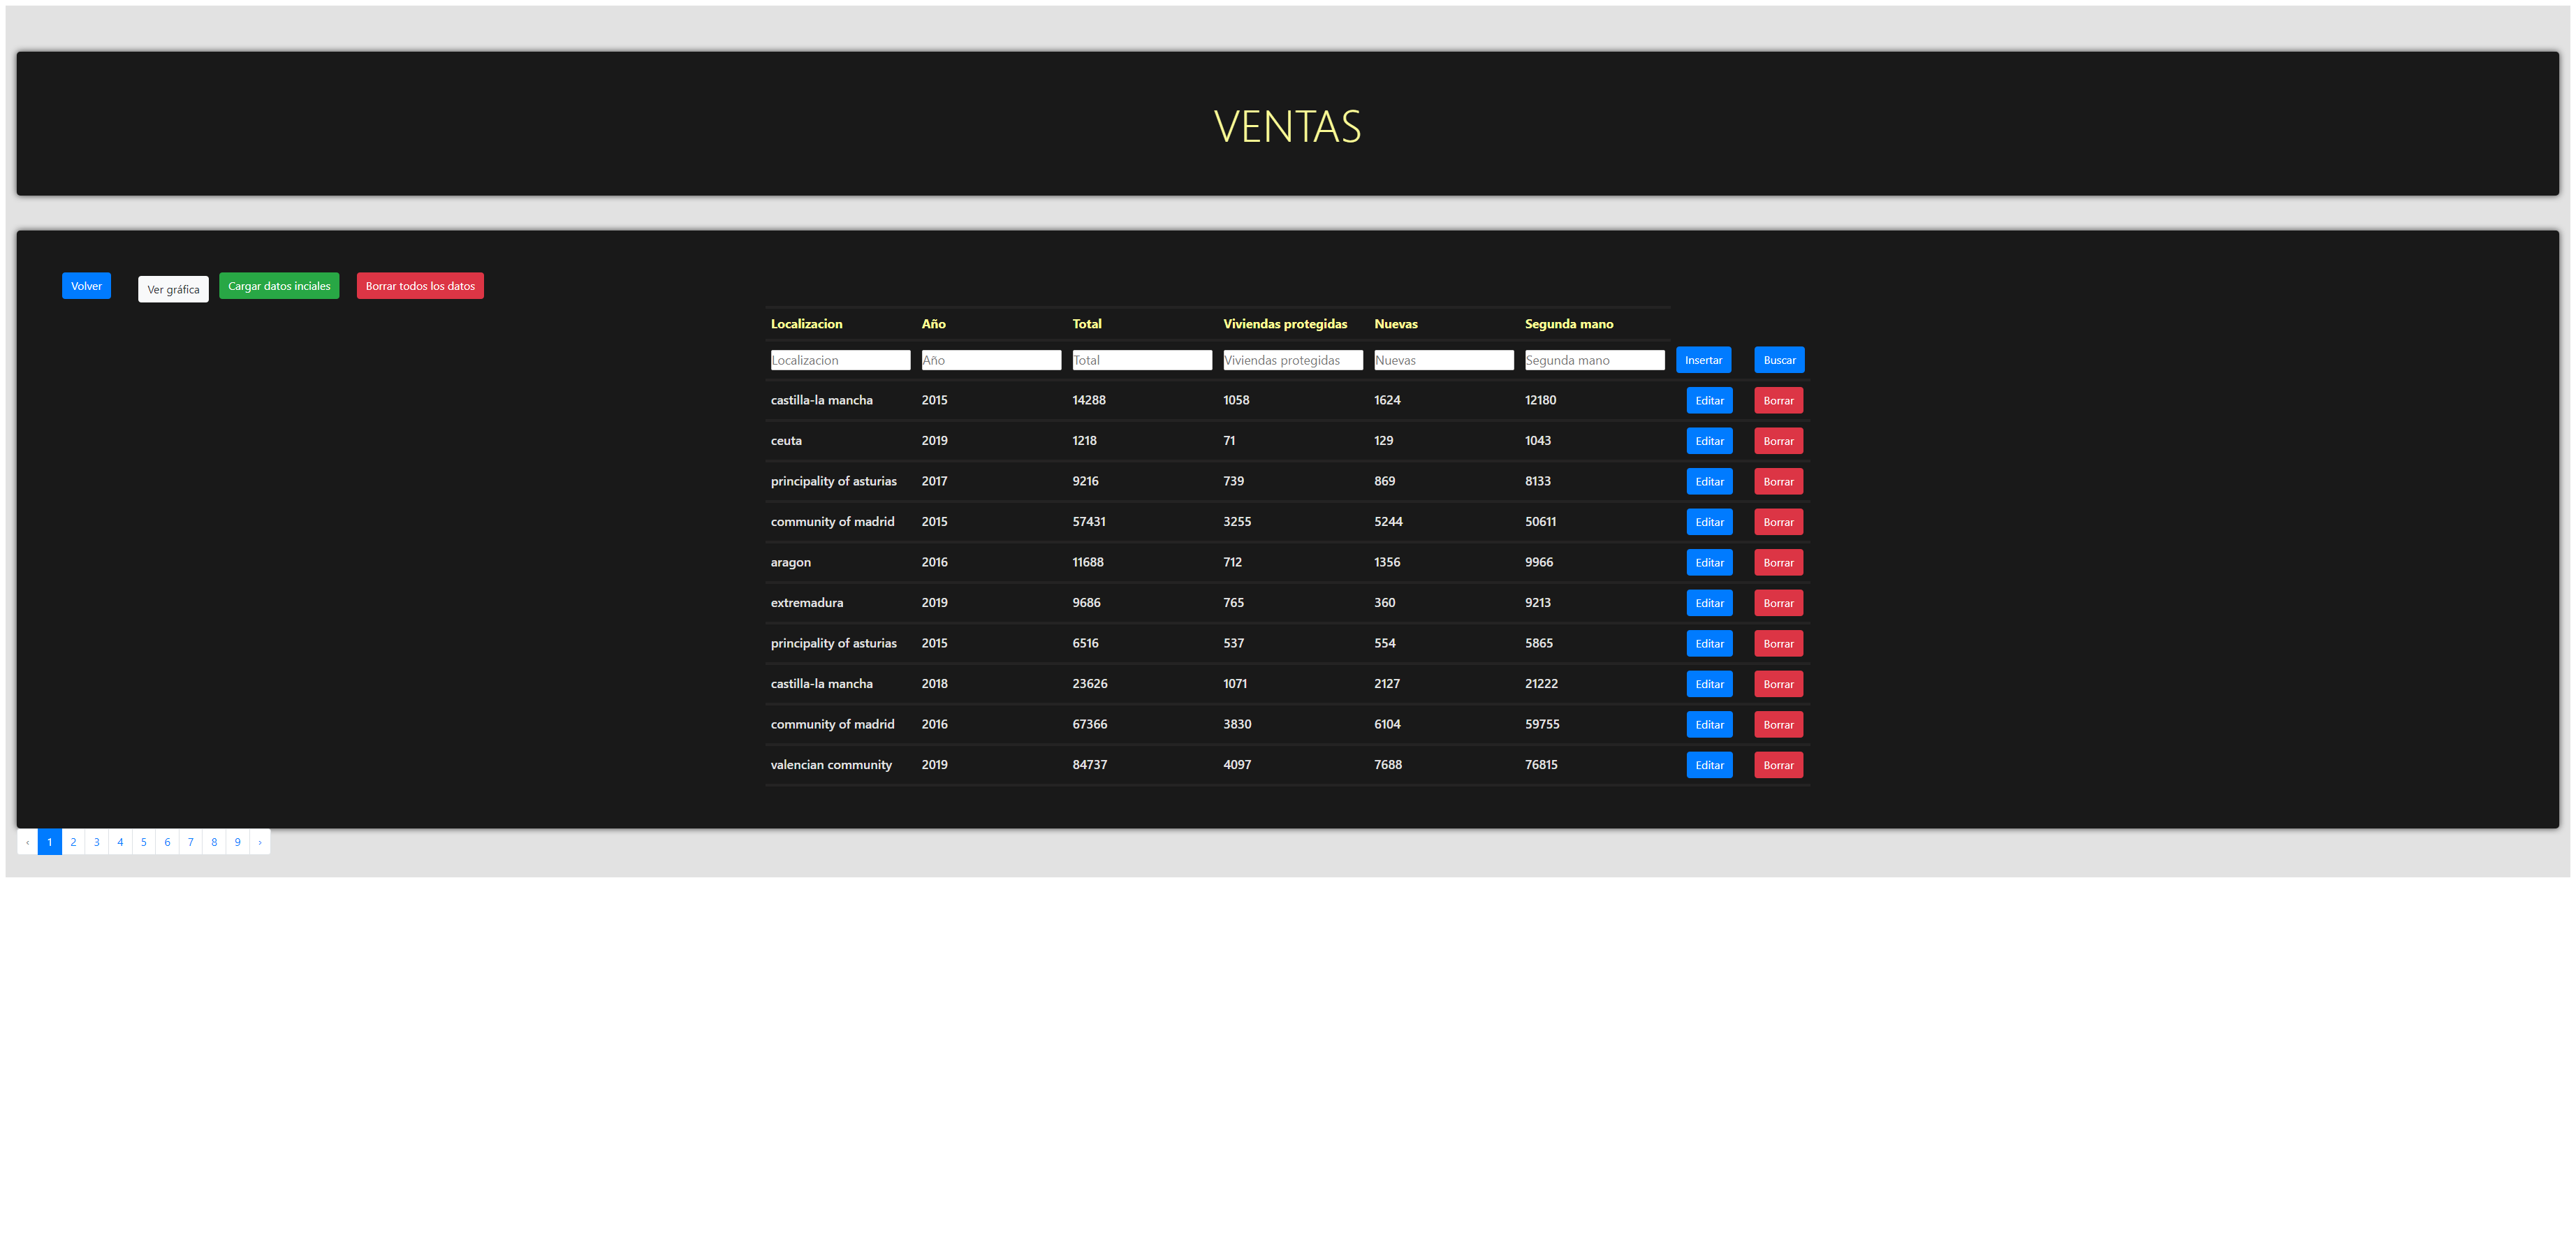 VENTAS
Volver Ver gráfica Cargar datos inciales Borrar todos los datos
Localizacion Año Total Viviendas protegidas Nuevas Segunda mano
Localizacion Año Total Viviendas protegidas Nuevas Segunda mano Insertar Buscar
castilla-la mancha 2015 14288 1058 1624 12180 Editar Borrar
ceuta 2019 1218 71 129 1043 Editar Borrar
principality of asturias 2017 9216 739 869 8133 Editar Borrar
community of madrid 2015 57431 3255 5244 50611 Editar Borrar
aragon 2016 11688 712 1356 9966 Editar Borrar
extremadura 2019 9686 765 360 9213 Editar Borrar
principality of asturias 2015 6516 537 554 5865 Editar Borrar
castilla-la mancha 2018 23626 1071 2127 21222 Editar Borrar
community of madrid 2016 67366 3830 6104 59755 Editar Borrar
valencian community 2019 84737 4097 7688 76815 Editar Borrar
‹ 1 2 3 4 5 6 7 8 9 ›